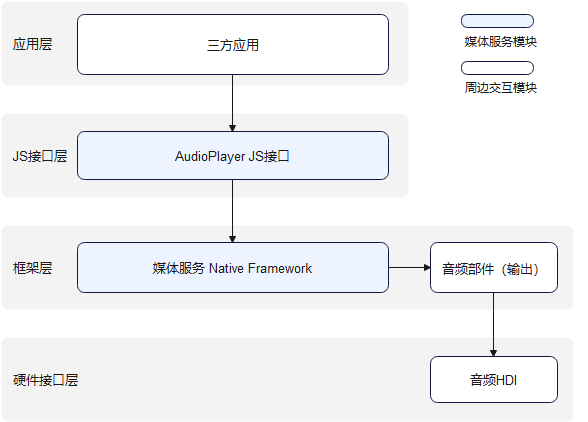 应用层
三方应用
媒体服务模块
周边交互模块
JS接口层
AudioPlayer JS接口
框架层
媒体服务 Native Framework
音频部件（输出）
硬件接口层
音频HDI